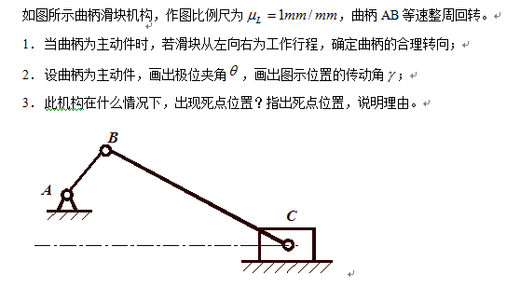 如图所示曲柄滑块机构，作图比例尺为 μL =1mm/mm，曲柄 AB 等速整周回转。
1．当曲柄为主动件时，若滑块从左向右为工作行程，确定曲柄的合理转向；
2．设曲柄为主动件，画出极位夹角θ，画出图示位置的传动角γ；
3．此机构在什么情况下，出现死点位置？指出死点位置，说明理由。
B
A
C